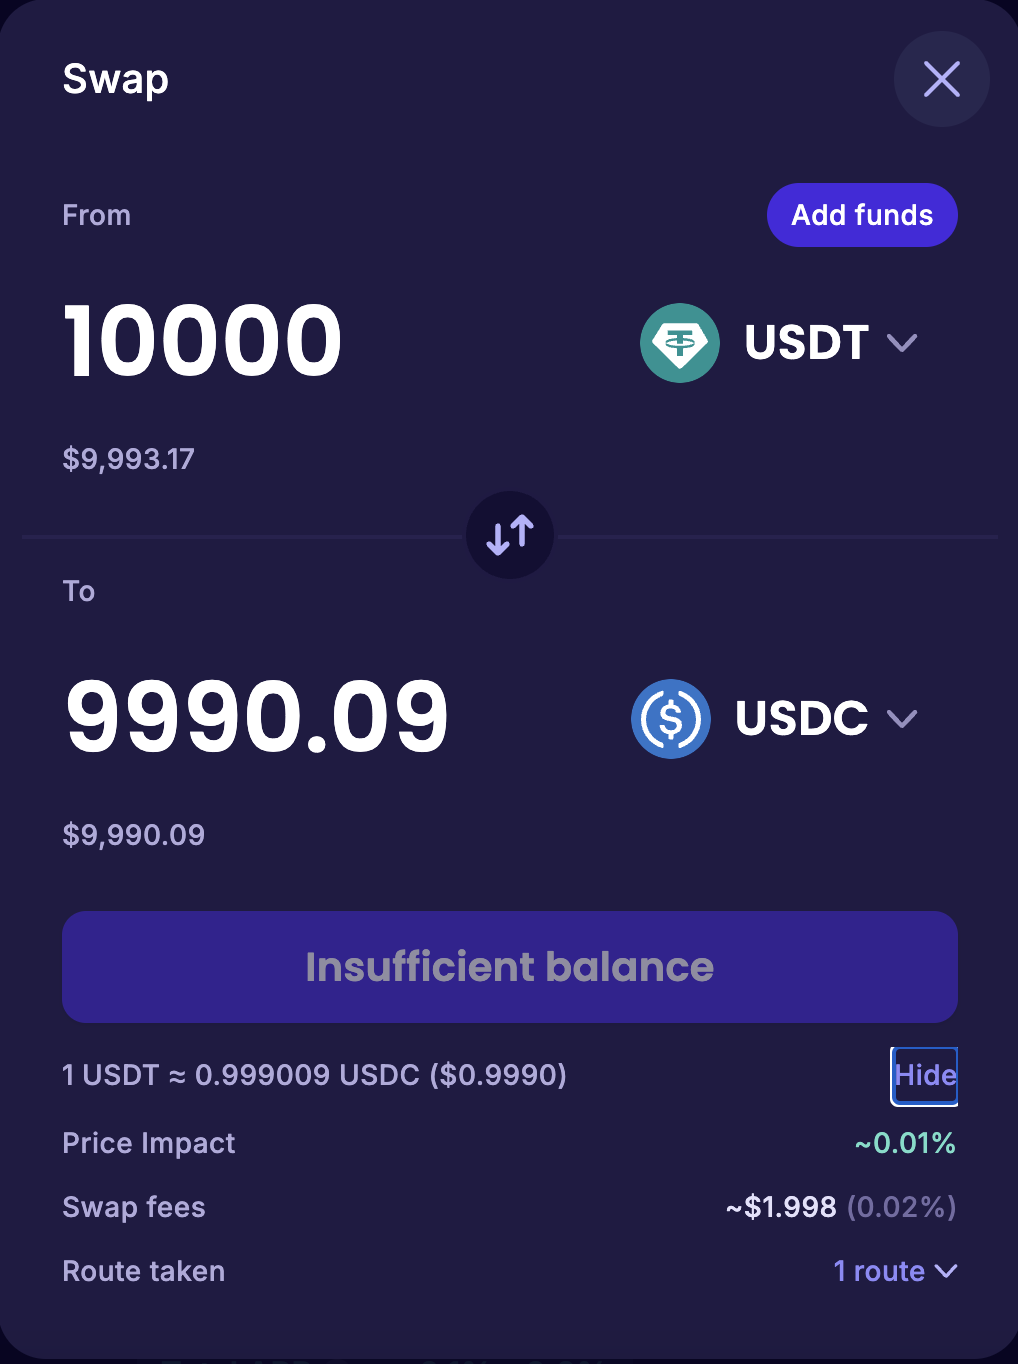 Swap
From
Add funds
10000
USDT
$9,993.17
To
9990.09
USDC
$9,990.09
Insufficient balance
1 USDT ≈ 0.999009 USDC ($0.9990)
Hide
Price Impact
~0.01%
Swap fees
~$1.998 (0.02%)
Route taken
1 route